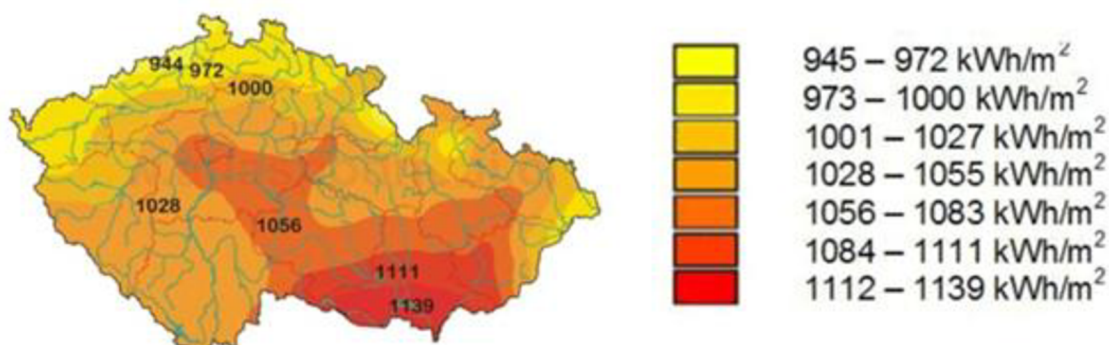 944
972
1000
1028
1056
1111
1139
945 – 972 kWh/m²
973 – 1000 kWh/m²
1001 – 1027 kWh/m²
1028 – 1055 kWh/m²
1056 – 1083 kWh/m²
1084 – 1111 kWh/m²
1112 – 1139 kWh/m²